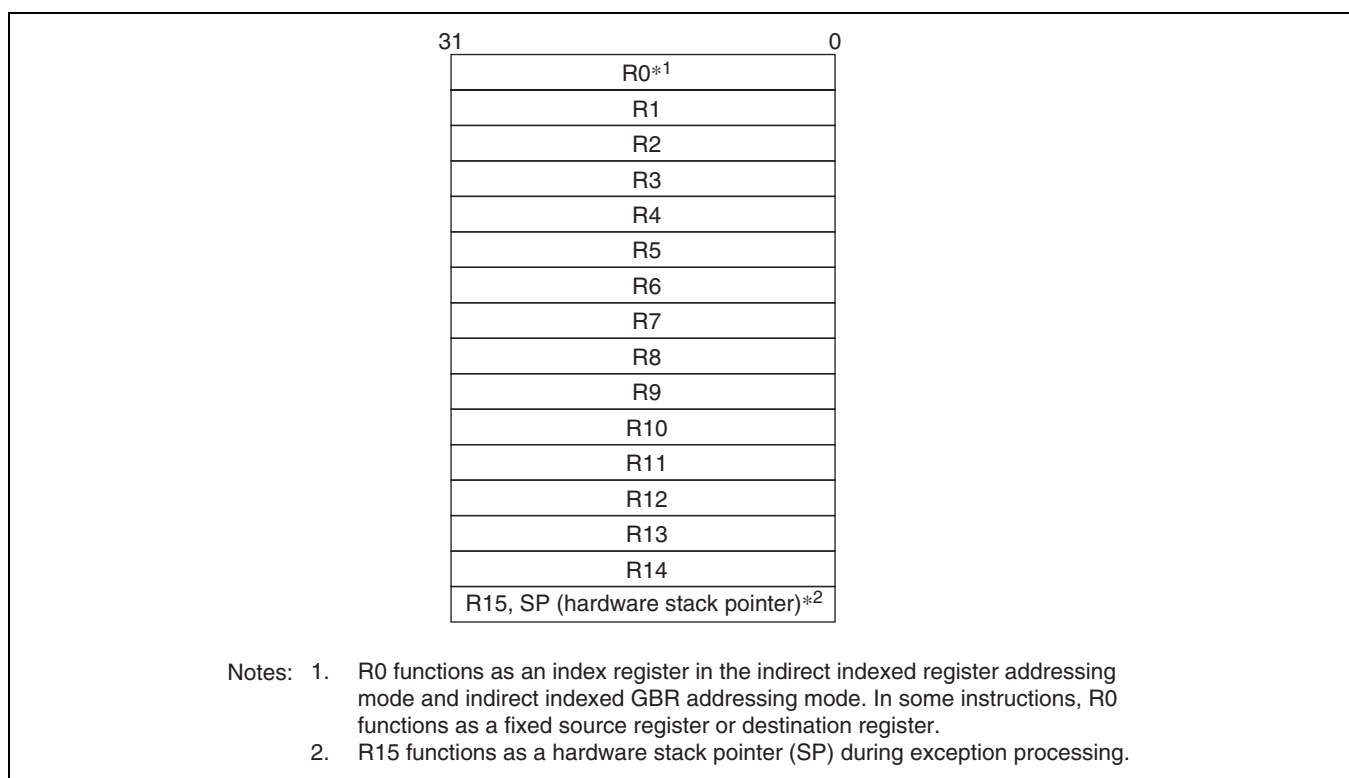 31 0
R0*1
R1
R2
R3
R4
R5
R6
R7
R8
R9
R10
R11
R12
R13
R14
R15, SP (hardware stack pointer)*2
Notes: 1. R0 functions as an index register in the indirect indexed register addressing
mode and indirect indexed GBR addressing mode. In some instructions, R0
functions as a fixed source register or destination register.
2. R15 functions as a hardware stack pointer (SP) during exception processing.